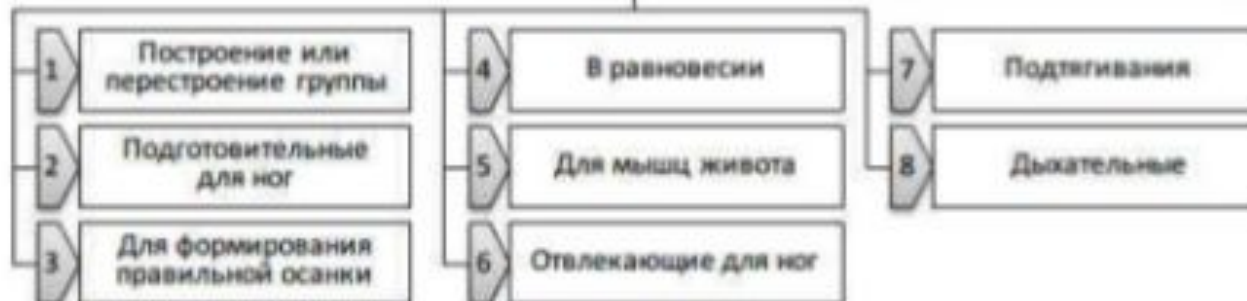 1
Построение или
перестроение группы
2
Подготовительные
для ног
3
Для формирования
правильной осанки
4
В равновесии
5
Для мышц живота
6
Отвлекающие для ног
7
Подтягивания
8
Дыхательные